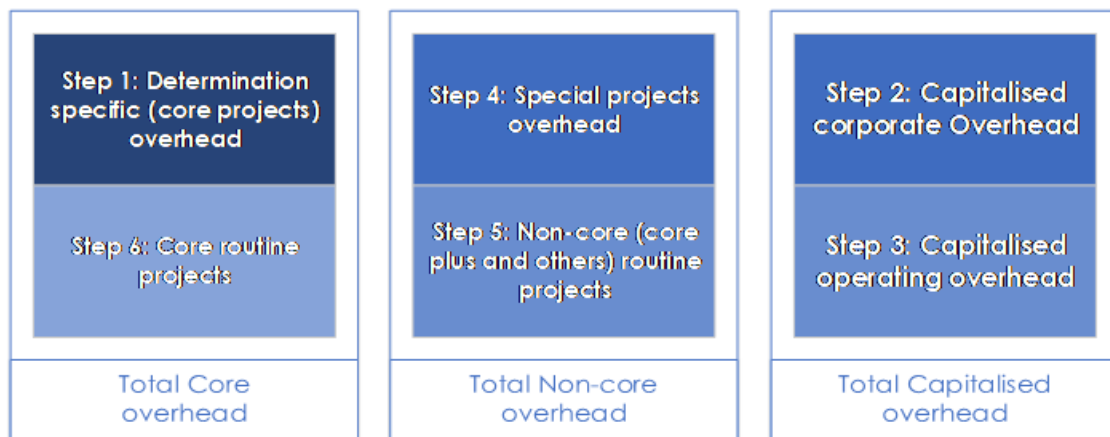 Step 1: Determination
specific (core projects)
overhead
Step 6: Core routine
projects
Total Core
overhead
Step 4: Special projects
overhead
Step 5: Non-core (core
plus and others) routine
projects
Total Non-core
overhead
Step 2: Capitalised
corporate Overhead
Step 3: Capitalised
operating overhead
Total Capitalised
overhead